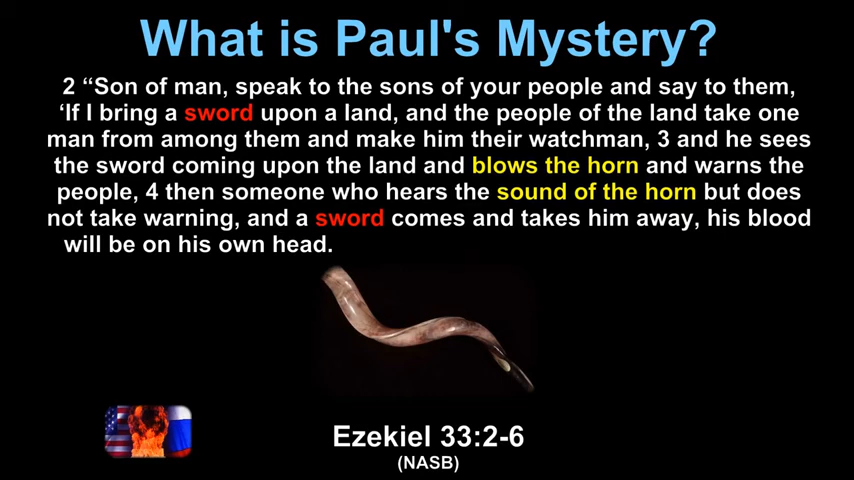 What is Paul's Mystery?
2 “Son of man, speak to the sons of your people and say to them,
‘If I bring a sword upon a land, and the people of the land take one
man from among them and make him their watchman, 3 and he sees
the sword coming upon the land and blows the horn and warns the
people, 4 then someone who hears the sound of the horn but does
not take warning, and a sword comes and takes him away, his blood
will be on his own head.
Ezekiel 33:2-6
(NASB)